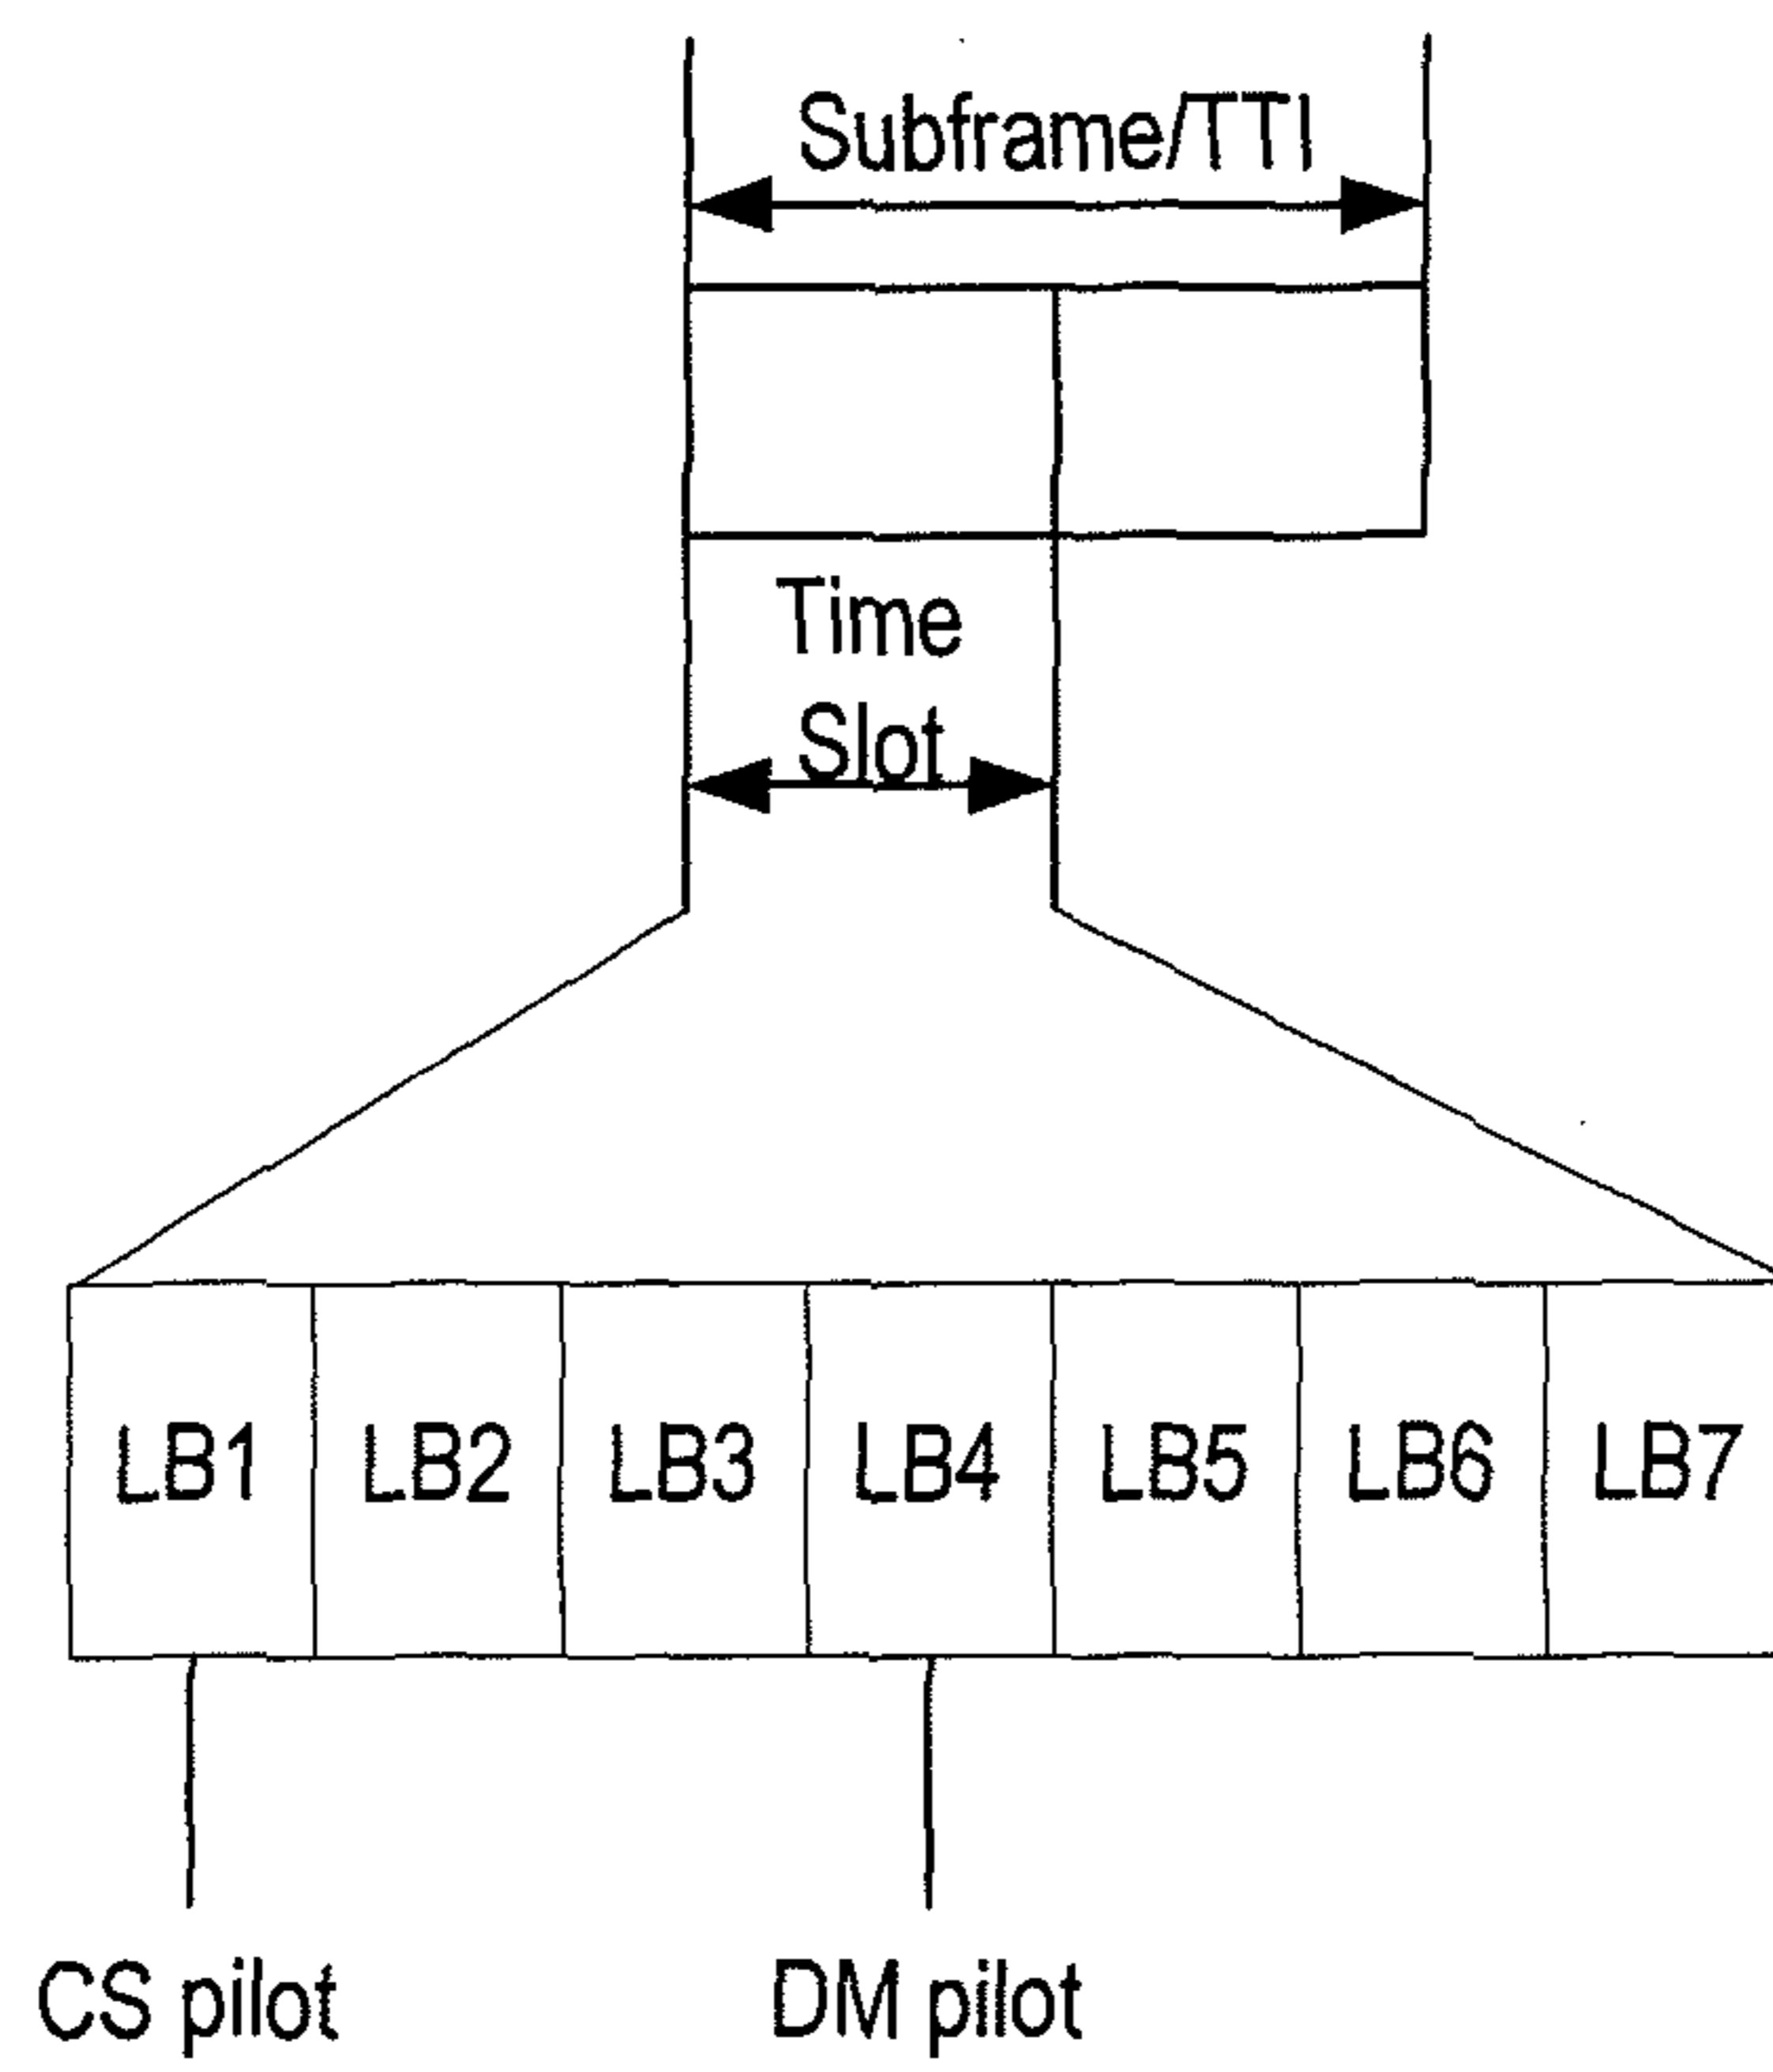 Subframe/TTI
Time
Slot
LB1 LB2 LB3 LB4 LB5 LB6 LB7
CS pilot DM pilot